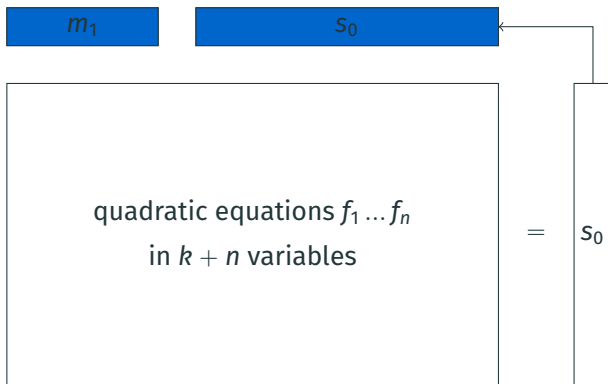 m₁ s₀
quadratic equations f₁ … fₙ
in k + n variables
= s₀